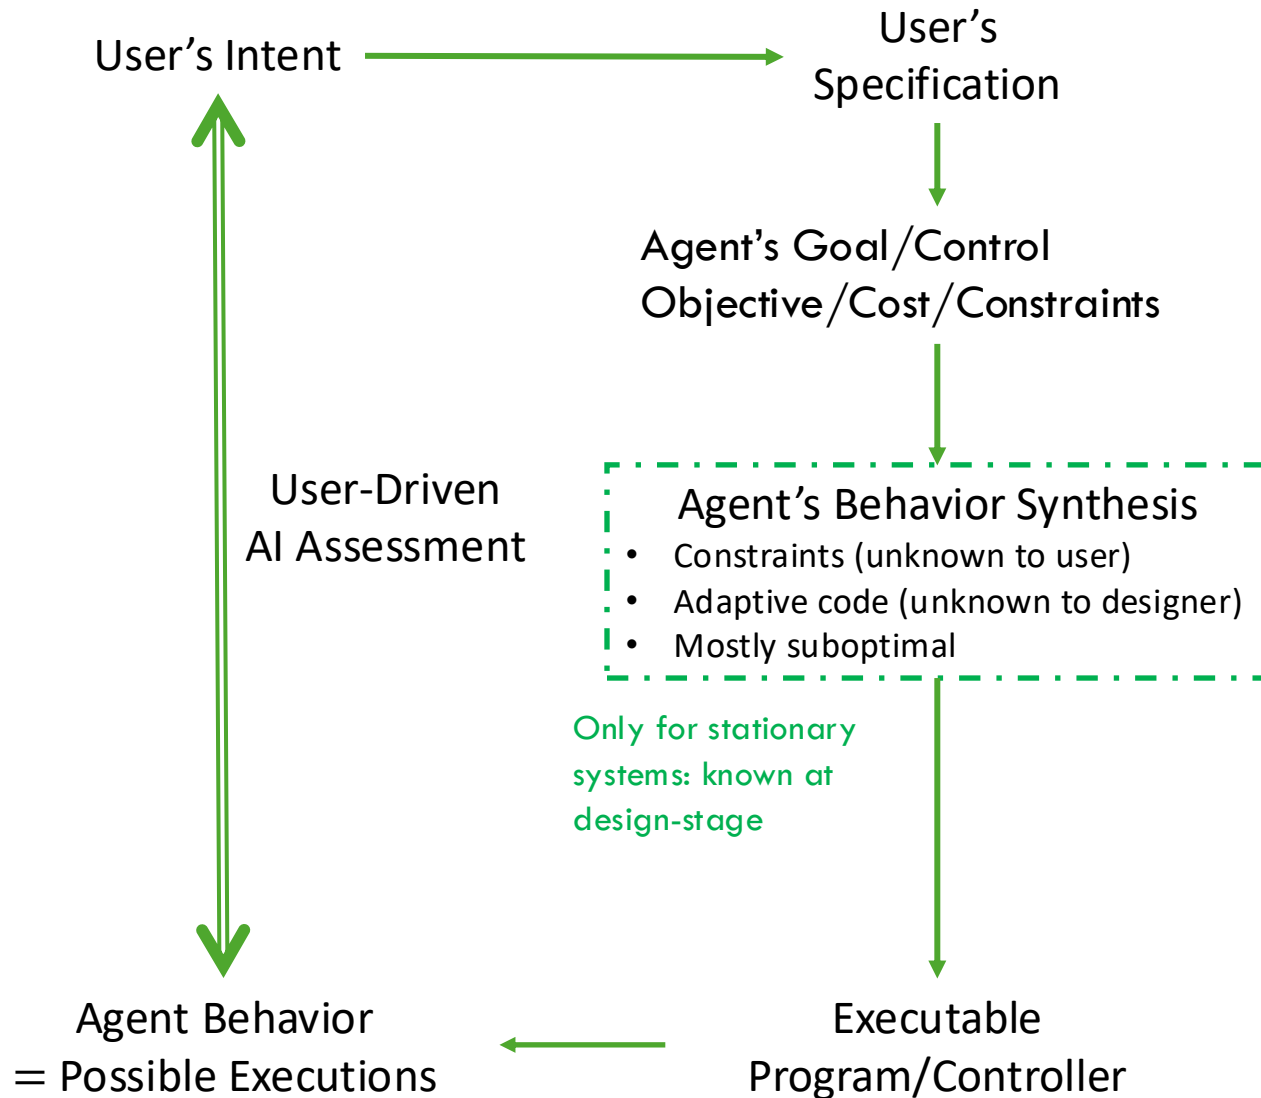 User’s Intent
User’s
Specification
Agent’s Goal/Control
Objective/Cost/Constraints
User-Driven
AI Assessment
Agent’s Behavior Synthesis
• Constraints (unknown to user)
• Adaptive code (unknown to designer)
• Mostly suboptimal
Only for stationary
systems: known at
design-stage
Agent Behavior
= Possible Executions
Executable
Program/Controller